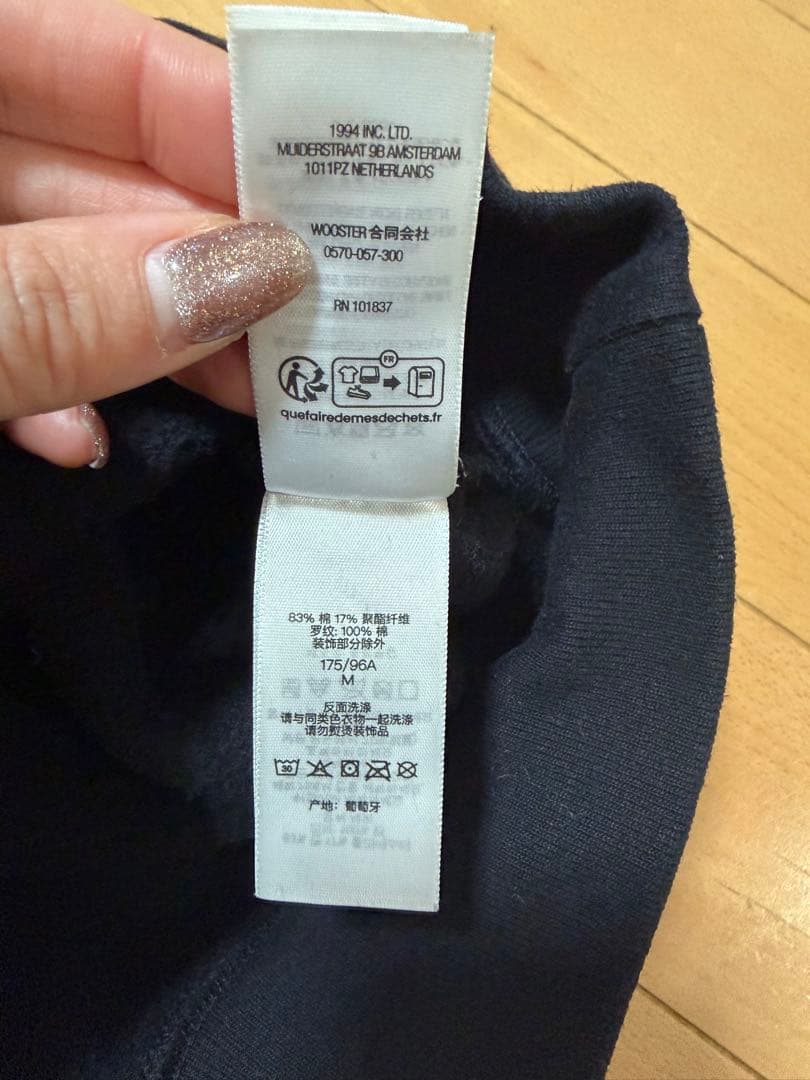 1994 INC. LTD.
MUIDERSTRAAT 9B AMSTERDAM
1011PZ NETHERLANDS
WOOSTER 合同会社
0570-057-300
RN 101837
FR
quefairedemesdechets.fr
83% 棉 17% 聚酯纤维
罗纹: 100% 棉
装饰部分除外
175/96A
M
反面洗涤
请与同类色衣物一起洗涤
请勿熨烫装饰品
30
产地: 葡萄牙